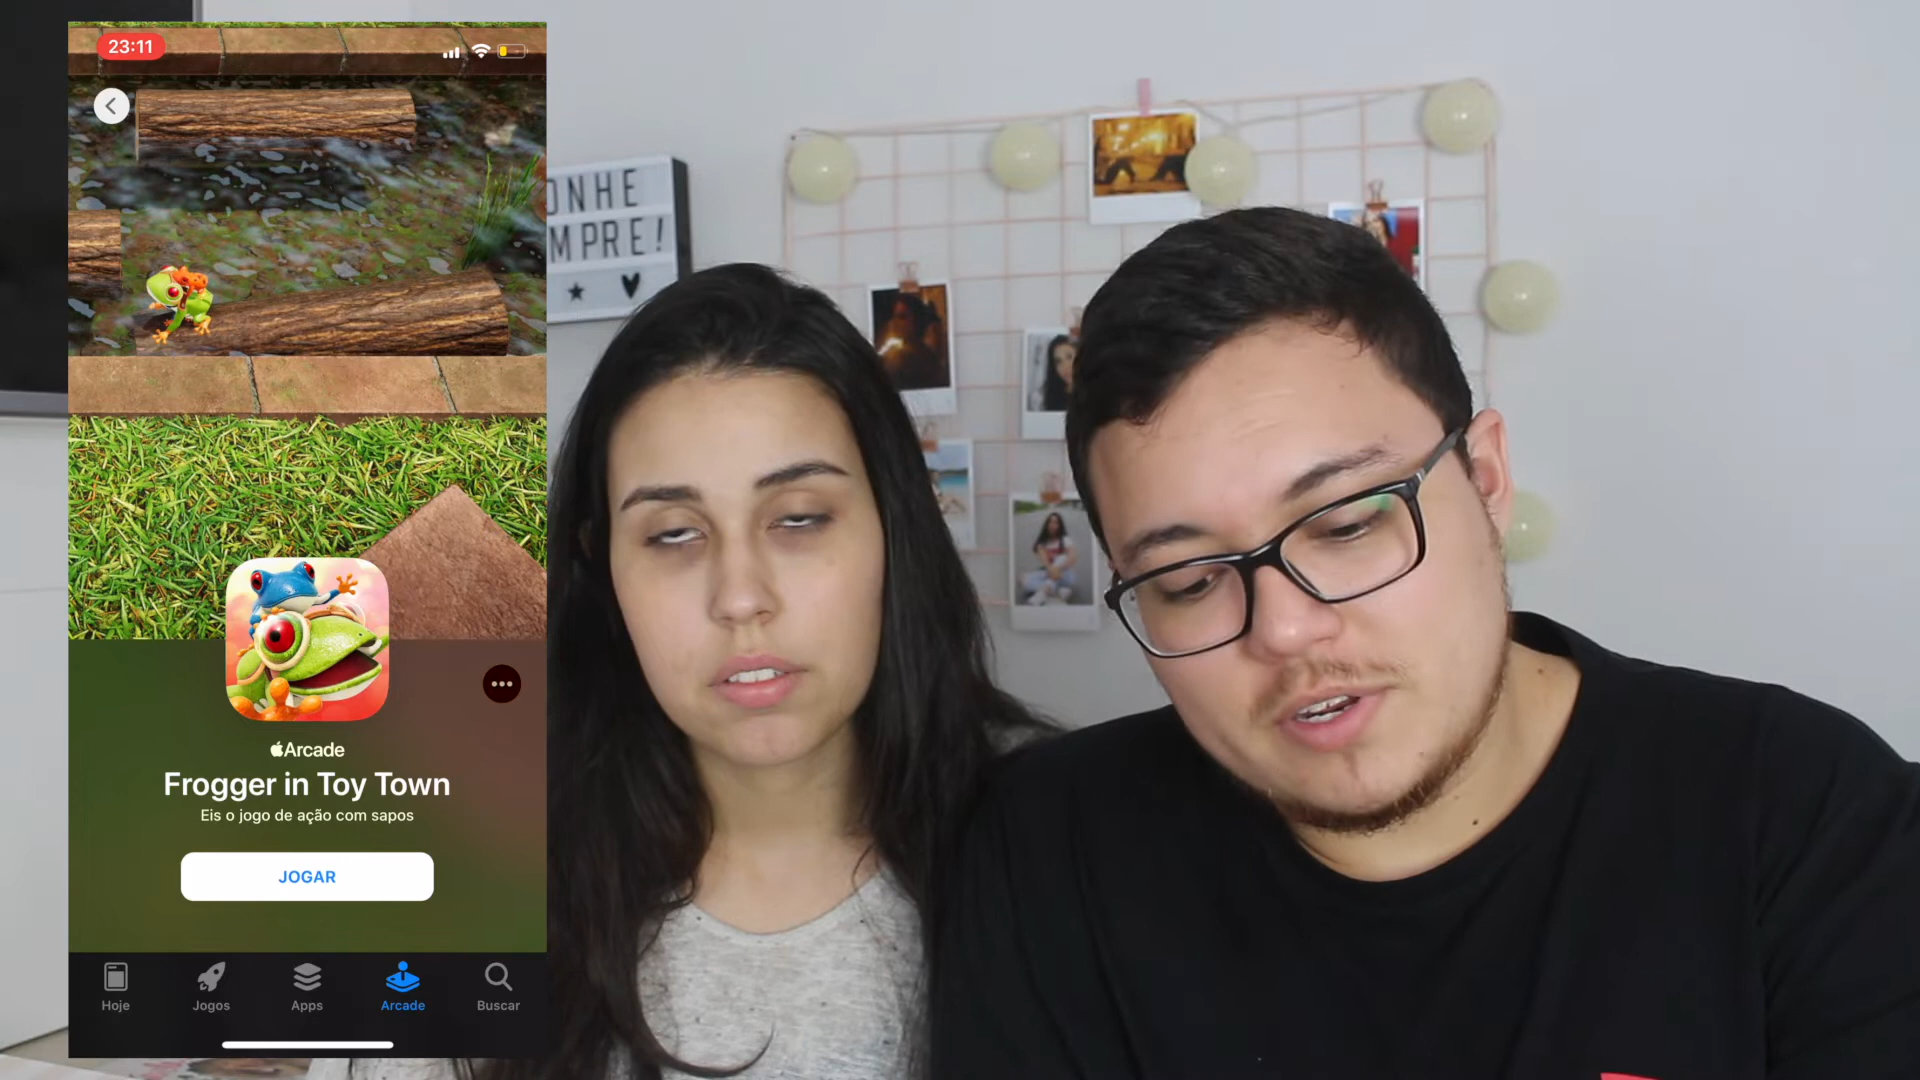 23:11
ONHE
MPRE!
Arcade
Frogger in Toy Town
Eis o jogo de ação com sapos
JOGAR
Hoje
Jogos
Apps
Arcade
Buscar